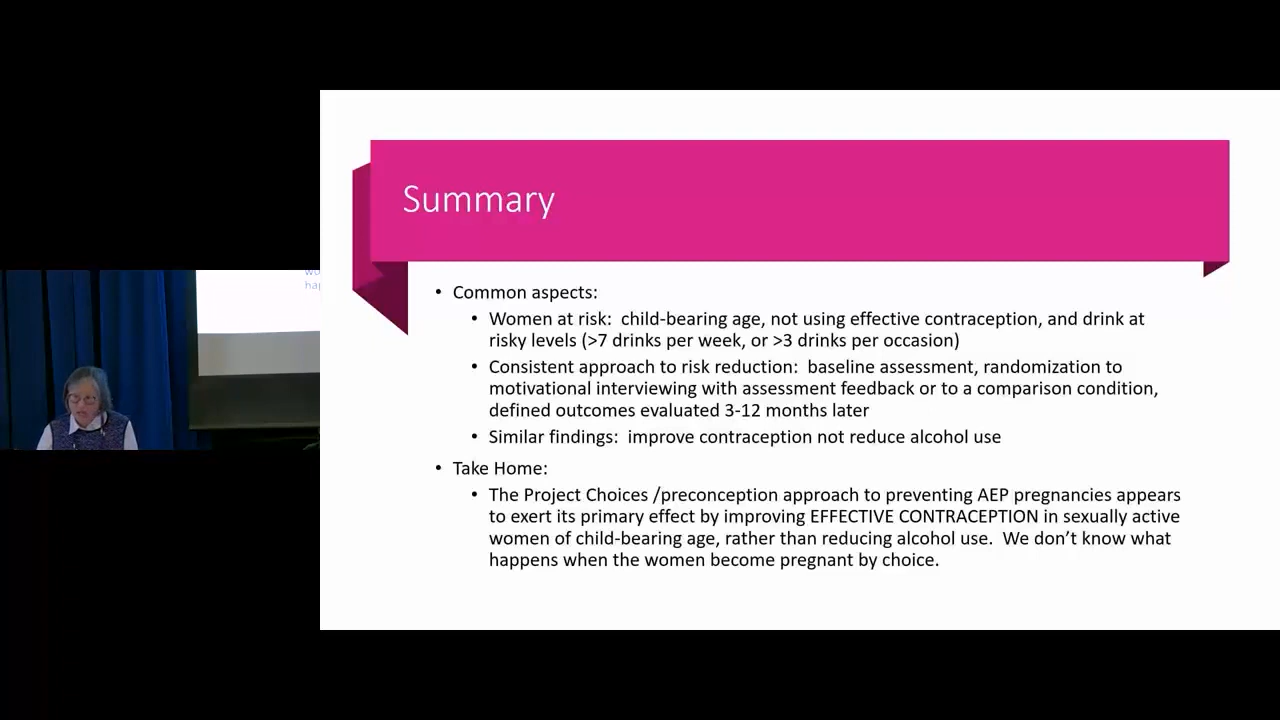 Summary
• Common aspects:
• Women at risk: child-bearing age, not using effective contraception, and drink at
risky levels (>7 drinks per week, or >3 drinks per occasion)
• Consistent approach to risk reduction: baseline assessment, randomization to
motivational interviewing with assessment feedback or to a comparison condition,
defined outcomes evaluated 3-12 months later
• Similar findings: improve contraception not reduce alcohol use
• Take Home:
• The Project Choices /preconception approach to preventing AEP pregnancies appears
to exert its primary effect by improving EFFECTIVE CONTRACEPTION in sexually active
women of child-bearing age, rather than reducing alcohol use. We don't know what
happens when the women become pregnant by choice.